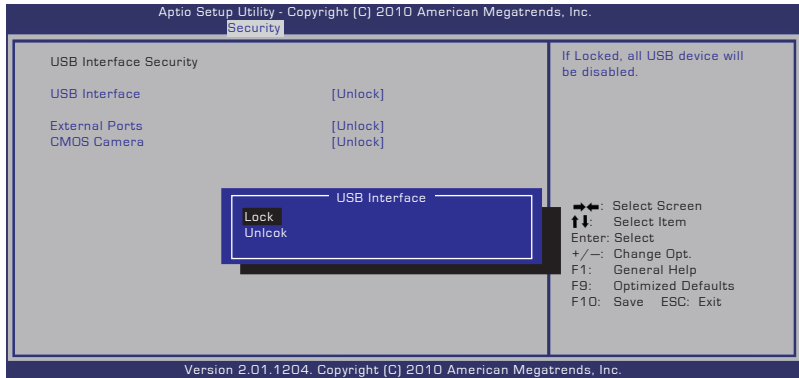 Aptio Setup Utility - Copyright (C) 2010 American Megatrends, Inc.
Security
USB Interface Security
USB Interface [Unlock]
External Ports [Unlock]
CMOS Camera [Unlock]
USB Interface
Lock
Unlcok
If Locked, all USB device will
be disabled.
→←: Select Screen
↑↓: Select Item
Enter: Select
+/—: Change Opt.
F1: General Help
F9: Optimized Defaults
F10: Save ESC: Exit
Version 2.01.1204. Copyright (C) 2010 American Megatrends, Inc.